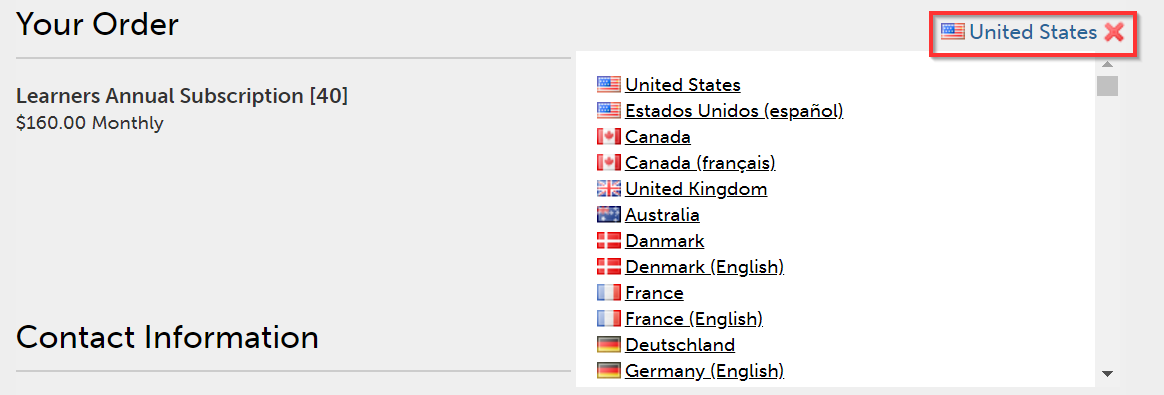 Your Order
United States
Learners Annual Subscription [40]
$160.00 Monthly
United States
Estados Unidos (español)
Canada
Canada (français)
United Kingdom
Australia
Danmark
Denmark (English)
France
France (English)
Deutschland
Germany (English)
Contact Information